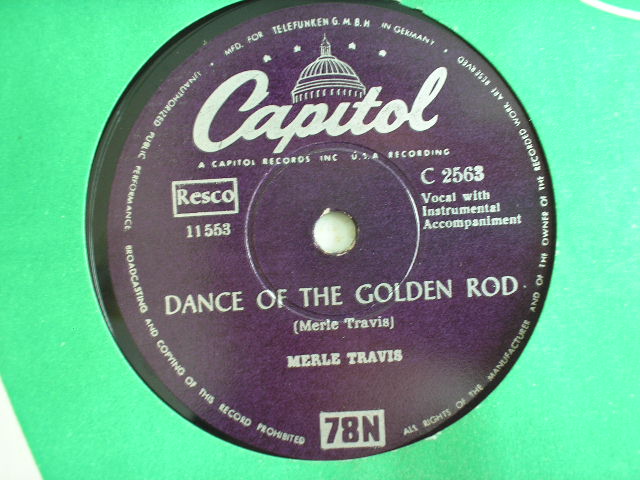 MFD. FOR TELEFUNKEN G.M.B.H. IN GERMANY
Capitol
A CAPITOL RECORDS INC U.S.A RECORDING
Resco
11553
C 2563
Vocal with
Instrumental
Accompaniment
DANCE OF THE GOLDEN ROD
(Merle Travis)
MERLE TRAVIS
78N
UNAUTHORIZED PUBLIC PERFORMANCE BROADCASTING AND COPYING OF THIS RECORD PROHIBITED
ALL RIGHTS OF THE MANUFACTURER AND OF THE OWNER OF THE RECORDED WORK ARE RESERVED